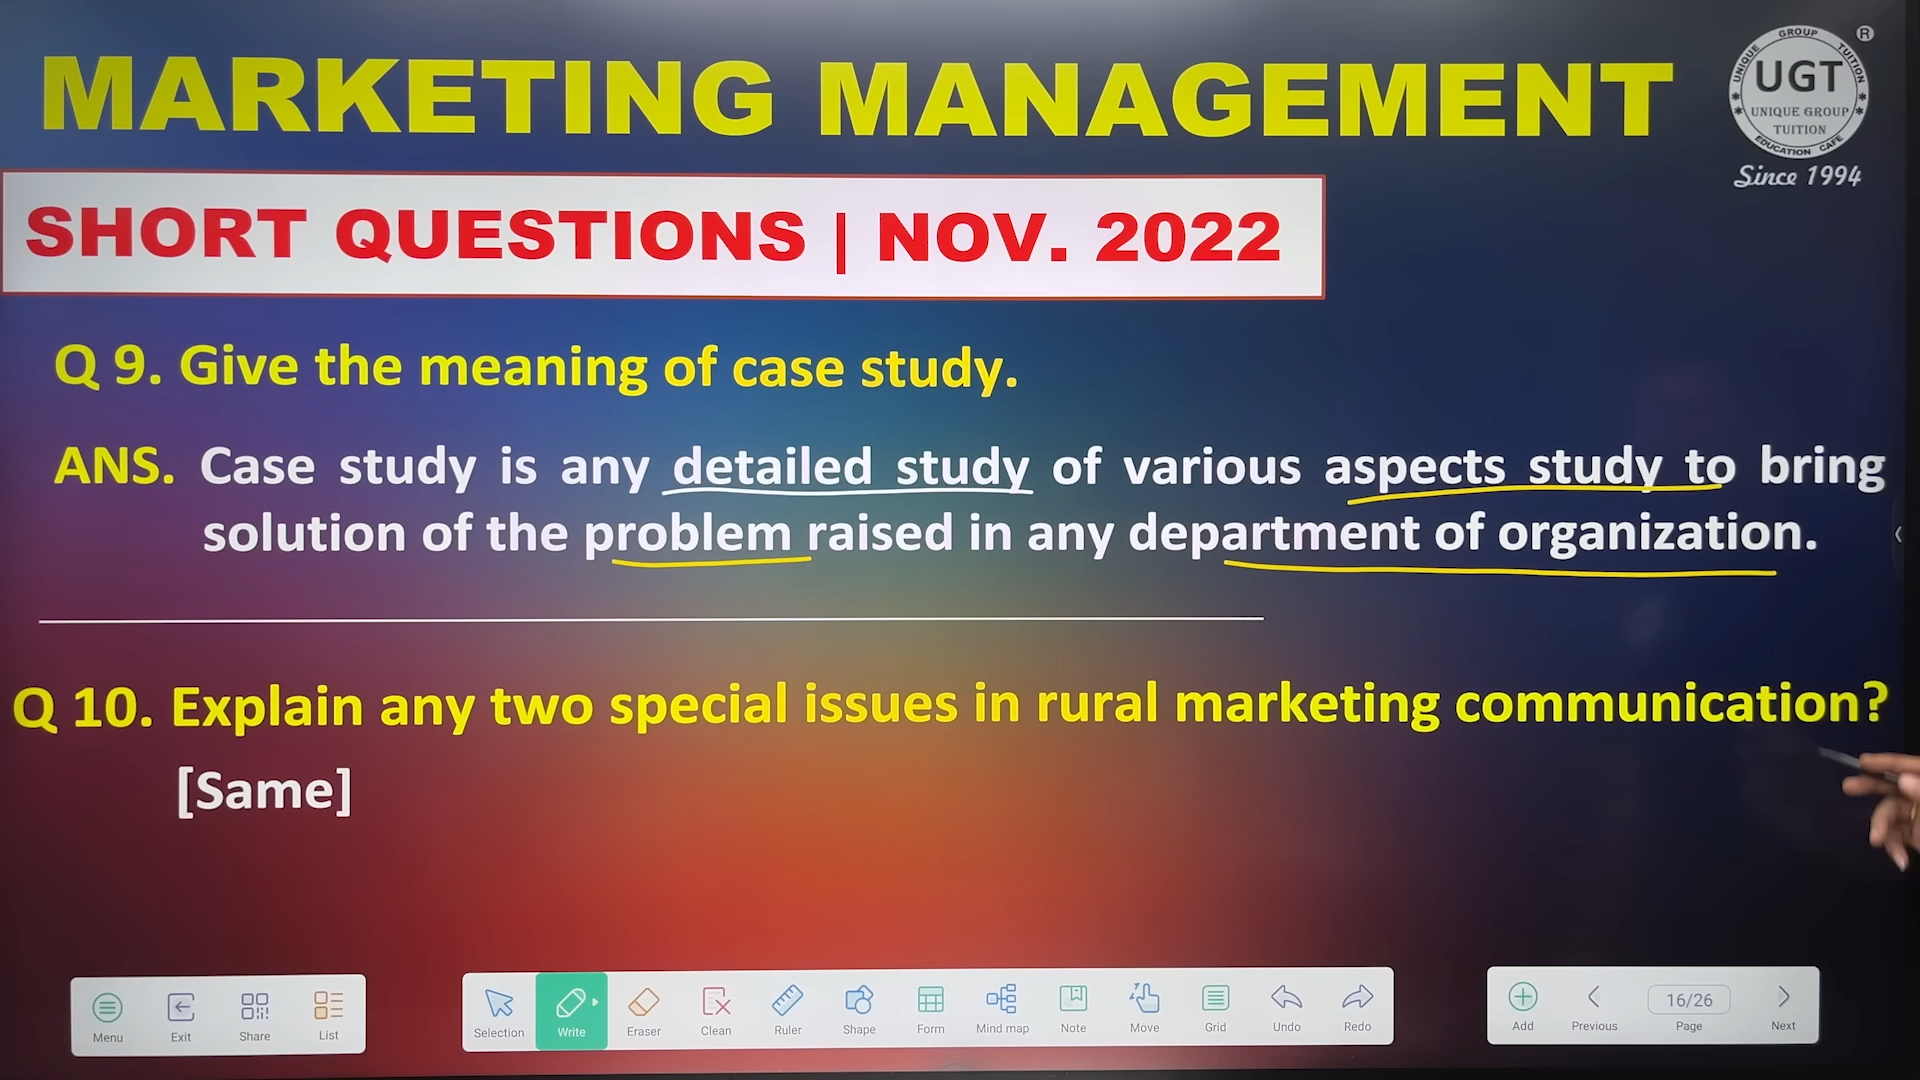 MARKETING MANAGEMENT
UNIQUE GROUP TUITION
UGT
UNIQUE GROUP
TUITION
EDUCATION CAFE
®
Since 1994
SHORT QUESTIONS | NOV. 2022
Q 9. Give the meaning of case study.
ANS. Case study is any detailed study of various aspects study to bring
solution of the problem raised in any department of organization.
Q 10. Explain any two special issues in rural marketing communication?
[Same]
Menu Exit Share List
Selection Write Eraser Clean Ruler Shape Form Mind map Note Move Grid Undo Redo
16/26
Add Previous Page Next